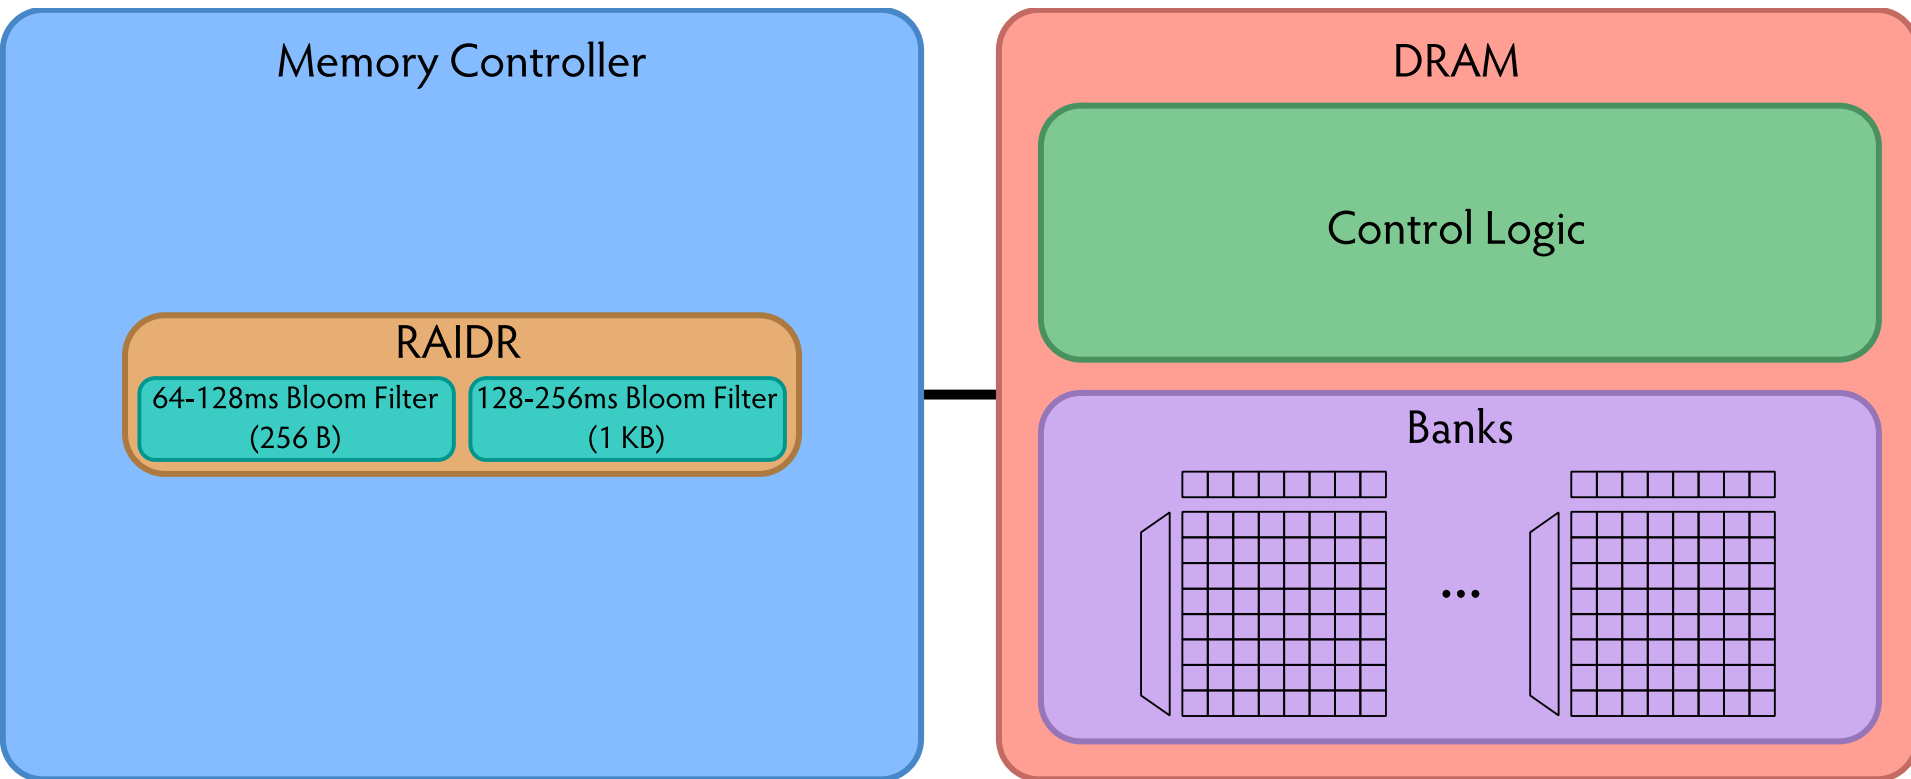 Memory Controller
RAIDR
64-128ms Bloom Filter
(256 B)
128-256ms Bloom Filter
(1 KB)
DRAM
Control Logic
Banks
...